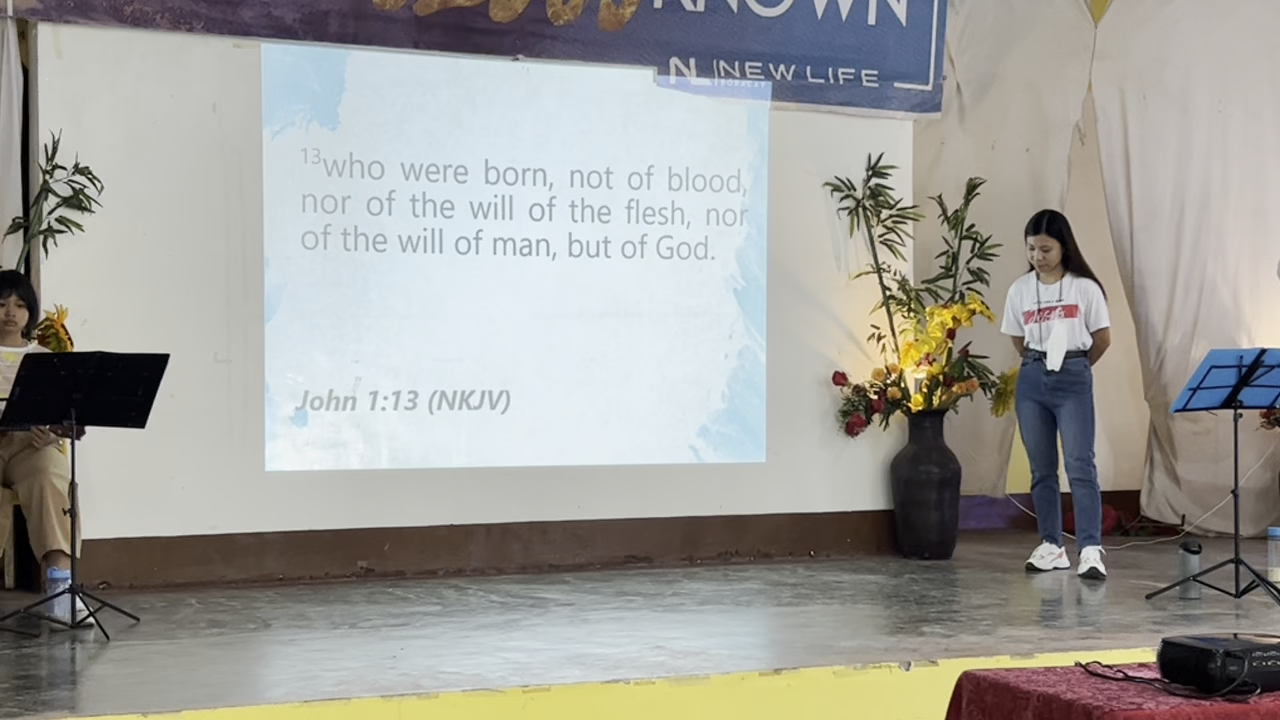 KNOWN
NL NEW LIFE
13who were born, not of blood,
nor of the will of the flesh, nor
of the will of man, but of God.
John 1:13 (NKJV)